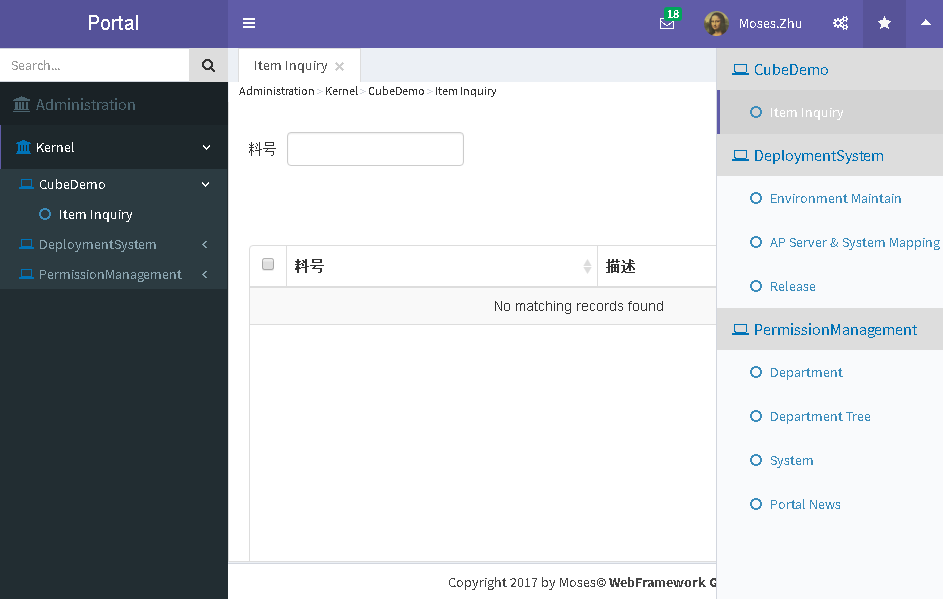 Portal
18
Moses.Zhu
Search...
Administration
Kernel
CubeDemo
Item Inquiry
DeploymentSystem
PermissionManagement
Item Inquiry ×
Administration > Kernel > CubeDemo > Item Inquiry
料号
料号 描述
No matching records found
Copyright 2017 by Moses© WebFramework G
CubeDemo
Item Inquiry
DeploymentSystem
Environment Maintain
AP Server & System Mapping
Release
PermissionManagement
Department
Department Tree
System
Portal News